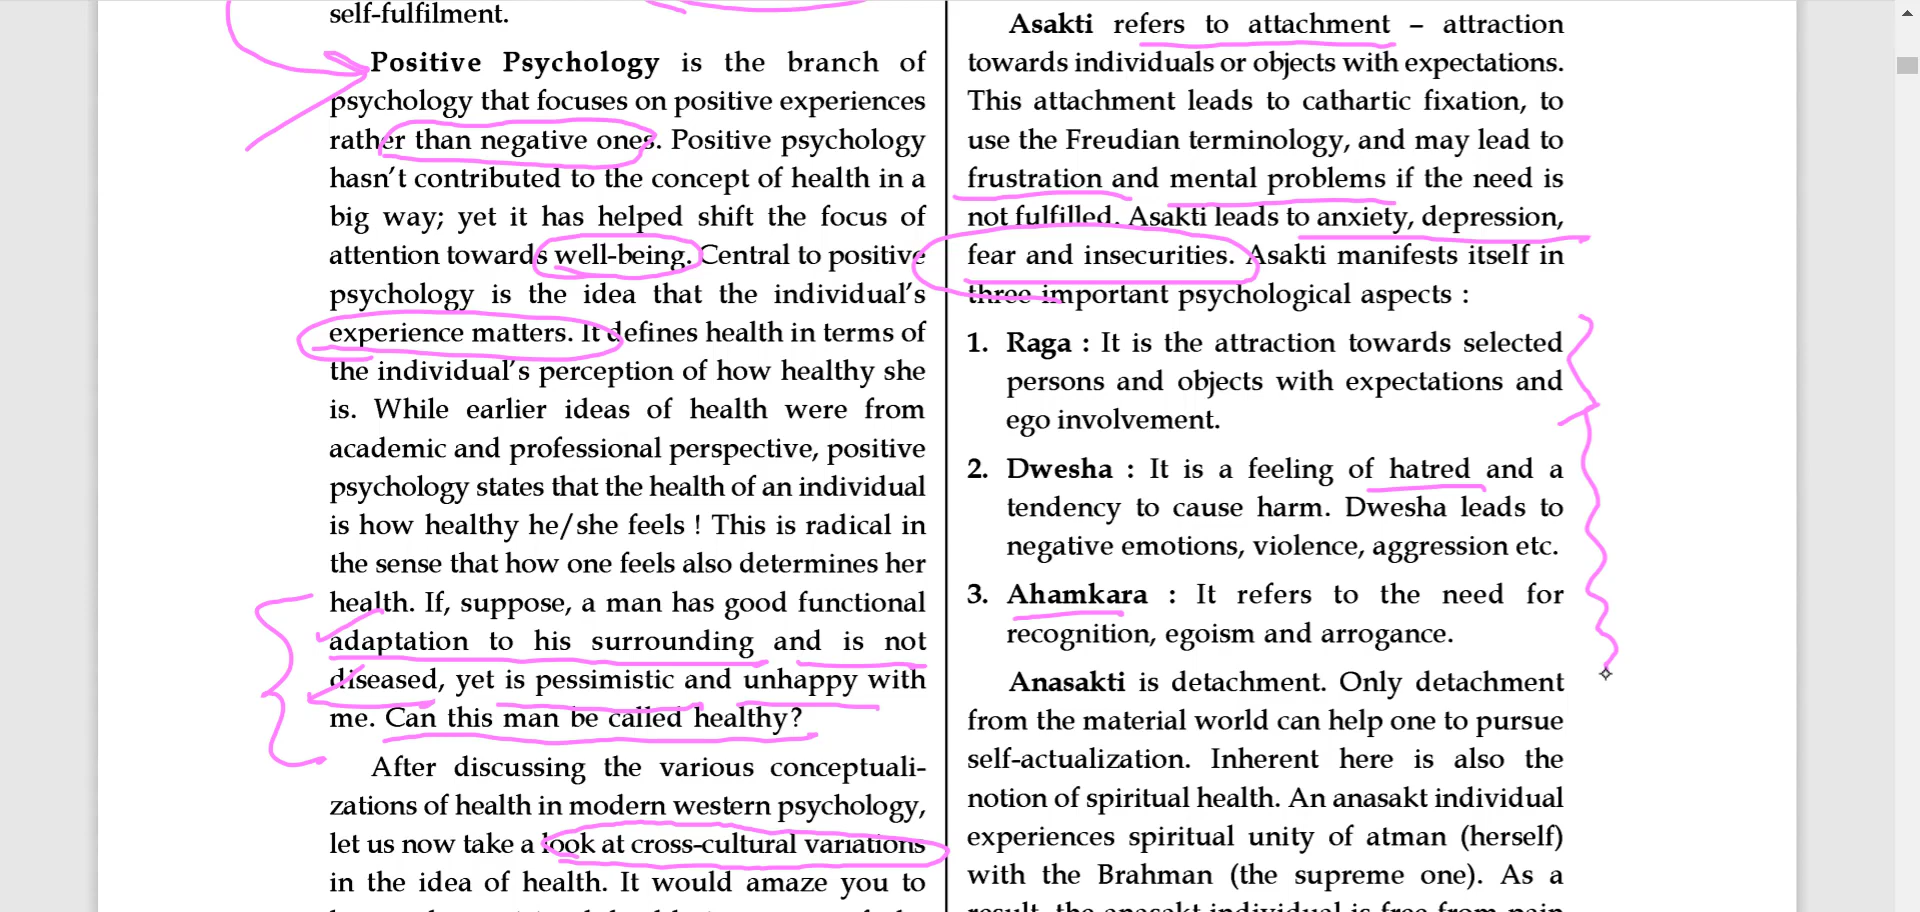 self-fulfilment.
Positive Psychology is the branch of
psychology that focuses on positive experiences
rather than negative ones. Positive psychology
hasn't contributed to the concept of health in a
big way; yet it has helped shift the focus of
attention towards well-being. Central to positive
psychology is the idea that the individual's
experience matters. It defines health in terms of
the individual's perception of how healthy she
is. While earlier ideas of health were from
academic and professional perspective, positive
psychology states that the health of an individual
is how healthy he/she feels ! This is radical in
the sense that how one feels also determines her
health. If, suppose, a man has good functional
adaptation to his surrounding and is not
diseased, yet is pessimistic and unhappy with
me. Can this man be called healthy?
After discussing the various conceptuali-
zations of health in modern western psychology,
let us now take a look at cross-cultural variations
in the idea of health. It would amaze you to
Asakti refers to attachment – attraction
towards individuals or objects with expectations.
This attachment leads to cathartic fixation, to
use the Freudian terminology, and may lead to
frustration and mental problems if the need is
not fulfilled. Asakti leads to anxiety, depression,
fear and insecurities. Asakti manifests itself in
three important psychological aspects :
1. Raga : It is the attraction towards selected
persons and objects with expectations and
ego involvement.
2. Dwesha : It is a feeling of hatred and a
tendency to cause harm. Dwesha leads to
negative emotions, violence, aggression etc.
3. Ahamkara : It refers to the need for
recognition, egoism and arrogance.
Anasakti is detachment. Only detachment
from the material world can help one to pursue
self-actualization. Inherent here is also the
notion of spiritual health. An anasakt individual
experiences spiritual unity of atman (herself)
with the Brahman (the supreme one). As a
result, the anasakt individual is free from pain